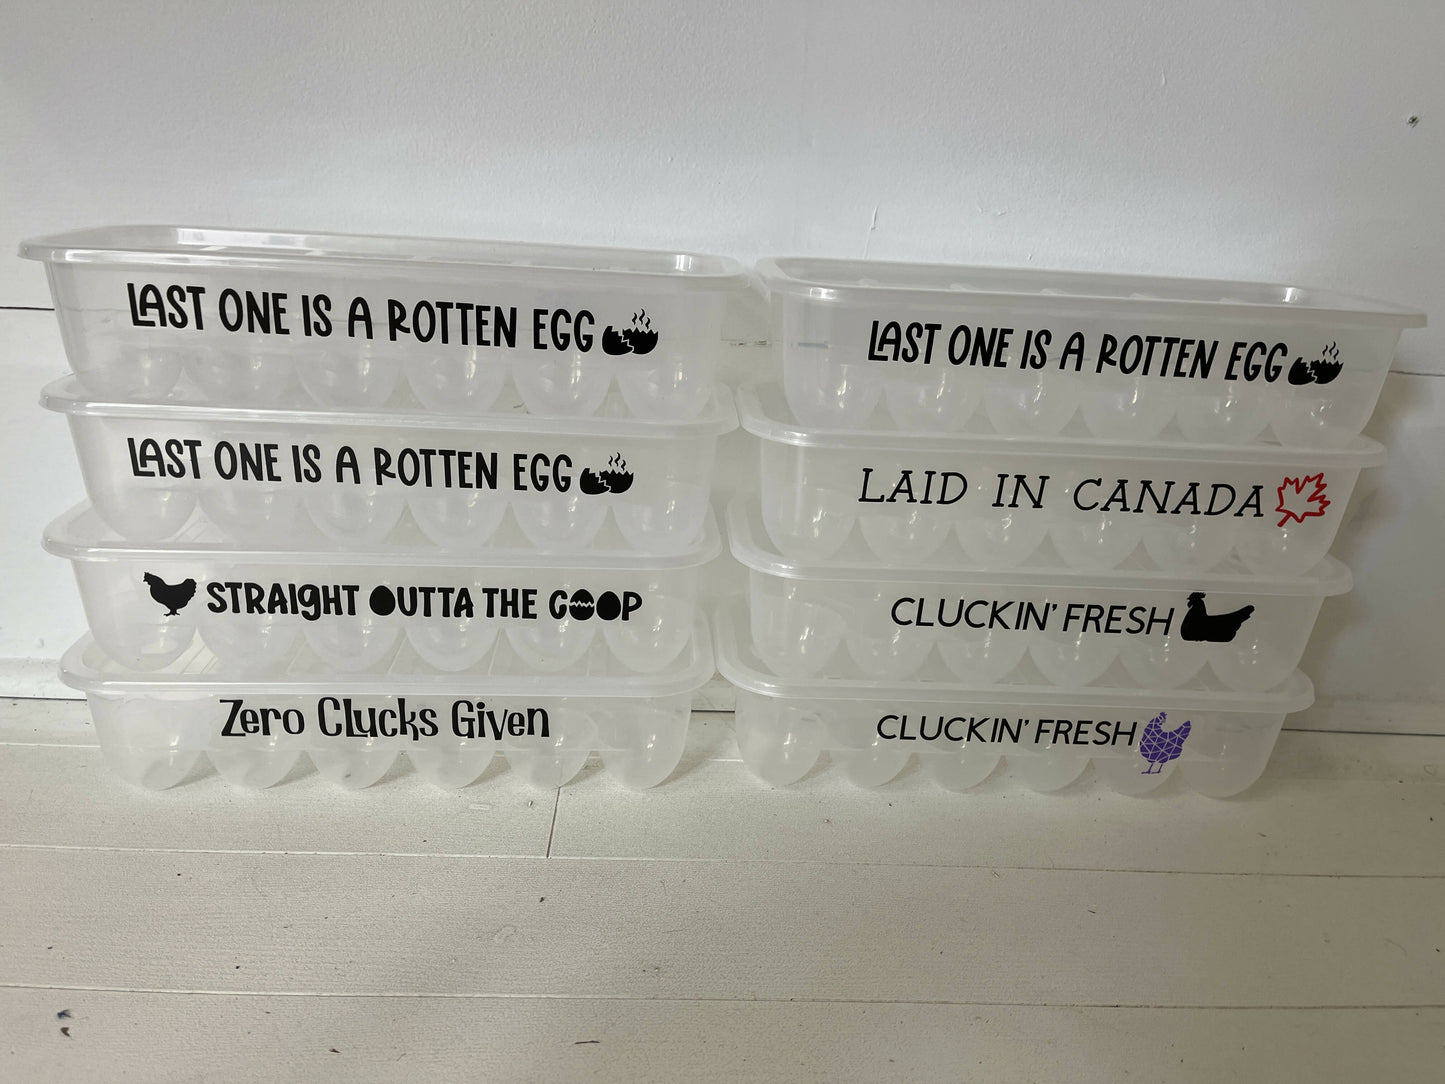 LAST ONE IS A ROTTEN EGG
LAST ONE IS A ROTTEN EGG
STRAIGHT OUTTA THE COOP
Zero Clucks Given
LAST ONE IS A ROTTEN EGG
LAID IN CANADA
CLUCKIN' FRESH
CLUCKIN' FRESH